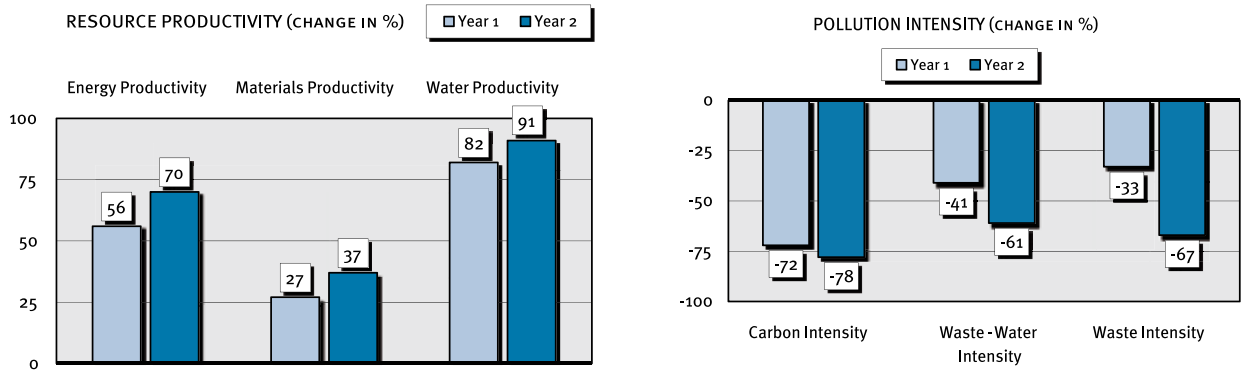 RESOURCE PRODUCTIVITY (CHANGE IN %)
Year 1 Year 2
Energy Productivity Materials Productivity Water Productivity
100
75
50
25
0
56
70
27
37
82
91
POLLUTION INTENSITY (CHANGE IN %)
Year 1 Year 2
0
-25
-50
-75
-100
-72
-78
-41
-61
-33
-67
Carbon Intensity
Waste-Water
Intensity
Waste Intensity